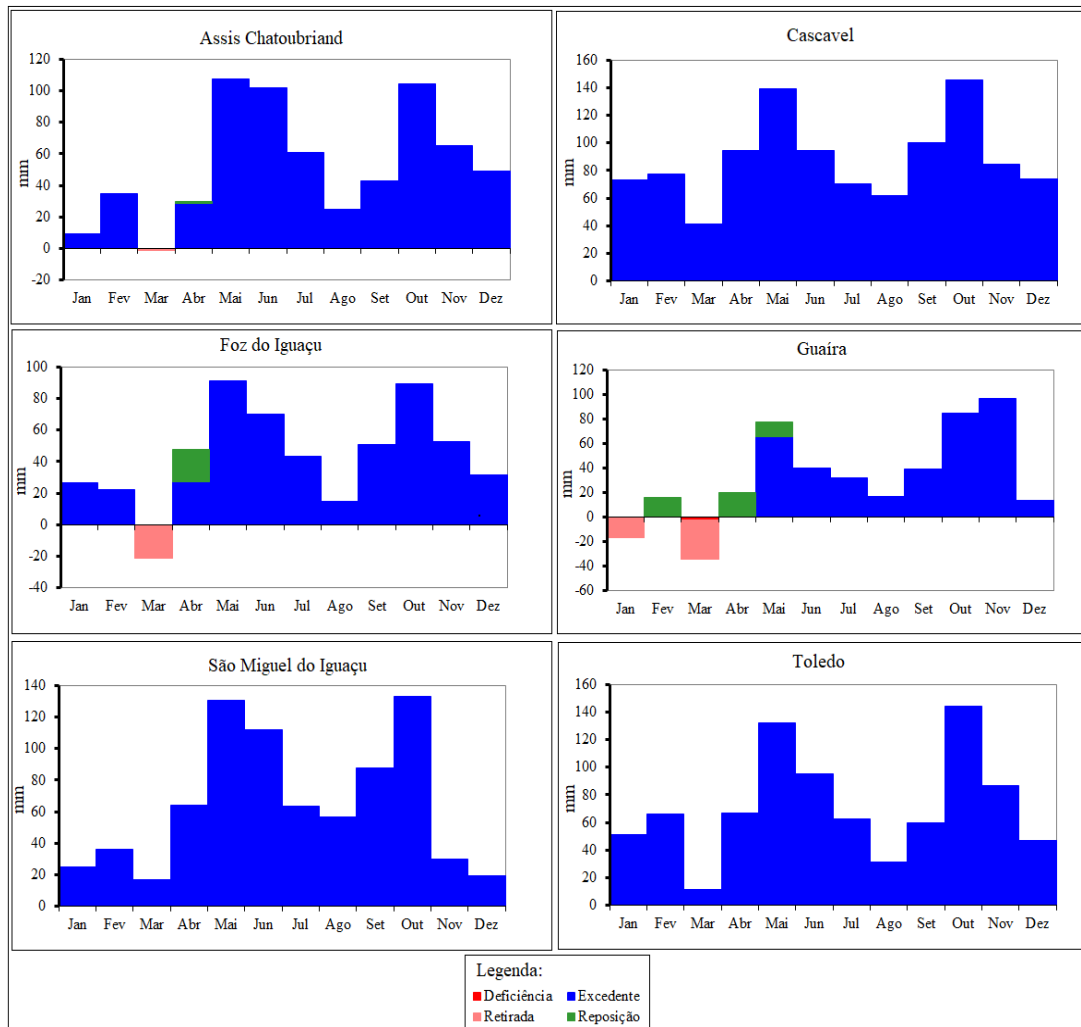 Assis Chatoubriand
120
100
80
60
40
20
0
-20
mm
Jan Fev Mar Abr Mai Jun Jul Ago Set Out Nov Dez
Cascavel
160
140
120
100
80
60
40
20
0
mm
Jan Fev Mar Abr Mai Jun Jul Ago Set Out Nov Dez
Foz do Iguaçu
100
80
60
40
20
0
-20
-40
mm
Jan Fev Mar Abr Mai Jun Jul Ago Set Out Nov Dez
Guaíra
120
100
80
60
40
20
0
-20
-40
-60
mm
Jan Fev Mar Abr Mai Jun Jul Ago Set Out Nov Dez
São Miguel do Iguaçu
140
120
100
80
60
40
20
0
mm
Jan Fev Mar Abr Mai Jun Jul Ago Set Out Nov Dez
Toledo
160
140
120
100
80
60
40
20
0
mm
Jan Fev Mar Abr Mai Jun Jul Ago Set Out Nov Dez
Legenda:
Deficiência Excedente
Retirada Reposição